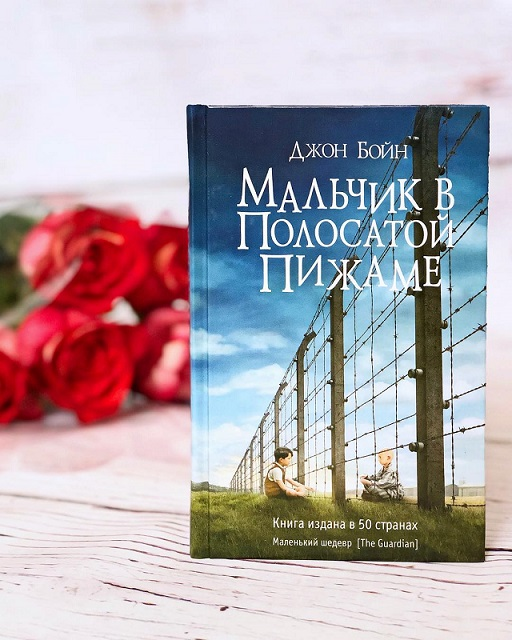 Джон Бойн
Мальчик в
Полосатой
Пижаме
Книга издана в 50 странах
Маленький шедевр [The Guardian]